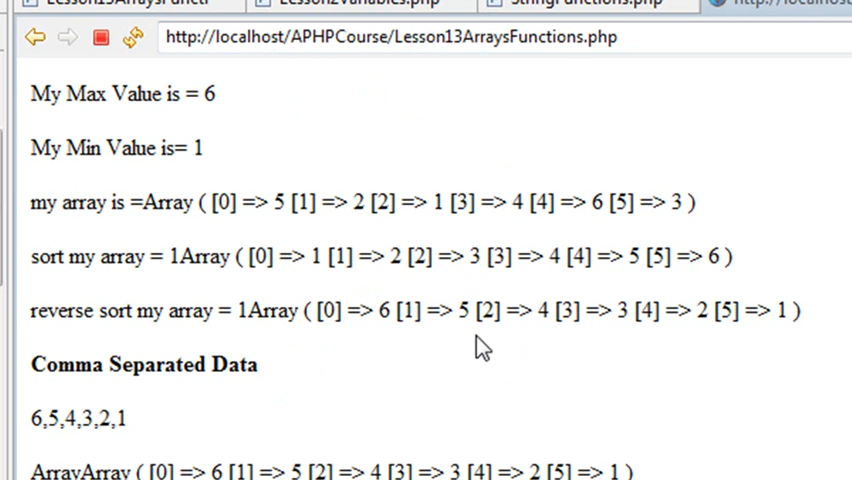 Lesson2Variables.php
StringFunctions.php
http://localhost/APHPCourse/Lesson13ArraysFunctions.php
My Max Value is = 6
My Min Value is= 1
my array is =Array ( [0] => 5 [1] => 2 [2] => 1 [3] => 4 [4] => 6 [5] => 3 )
sort my array = 1Array ( [0] => 1 [1] => 2 [2] => 3 [3] => 4 [4] => 5 [5] => 6 )
reverse sort my array = 1Array ( [0] => 6 [1] => 5 [2] => 4 [3] => 3 [4] => 2 [5] => 1 )
Comma Separated Data
6,5,4,3,2,1
ArrayArray ( [0] => 6 [1] => 5 [2] => 4 [3] => 3 [4] => 2 [5] => 1 )